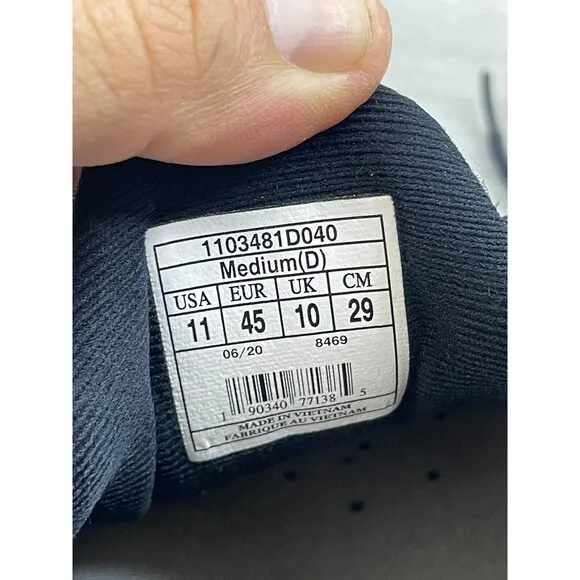 1103481D040
Medium(D)
USA EUR UK CM
11 45 10 29
06/20 8469
1 90340 77138 5
MADE IN VIETNAM
FABRIQUE AU VIETNAM